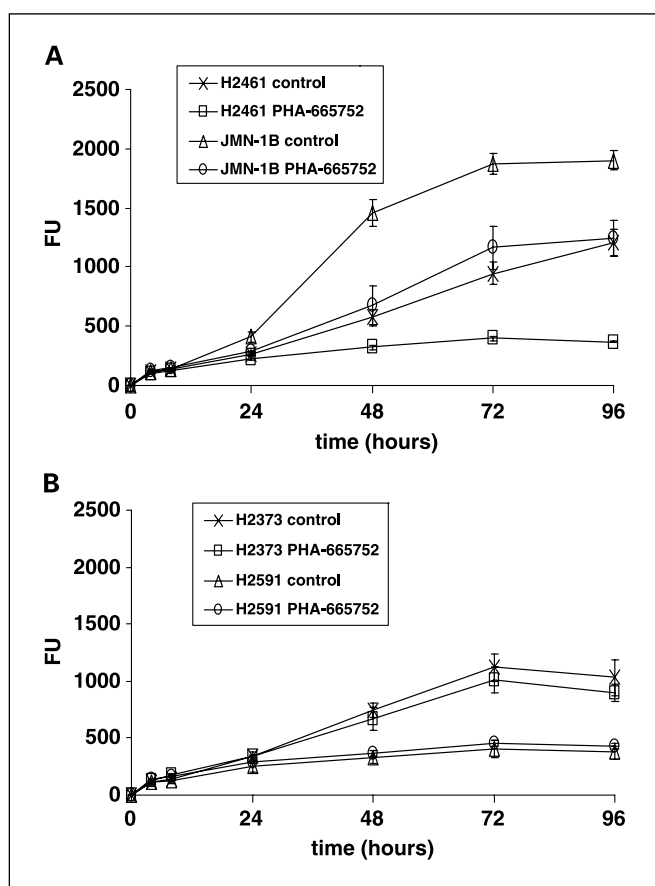 A
H2461 control
H2461 PHA-665752
JMN-1B control
JMN-1B PHA-665752
2500
2000
1500
1000
500
0
FU
0 24 48 72 96
time (hours)
B
H2373 control
H2373 PHA-665752
H2591 control
H2591 PHA-665752
2500
2000
1500
1000
500
0
FU
0 24 48 72 96
time (hours)